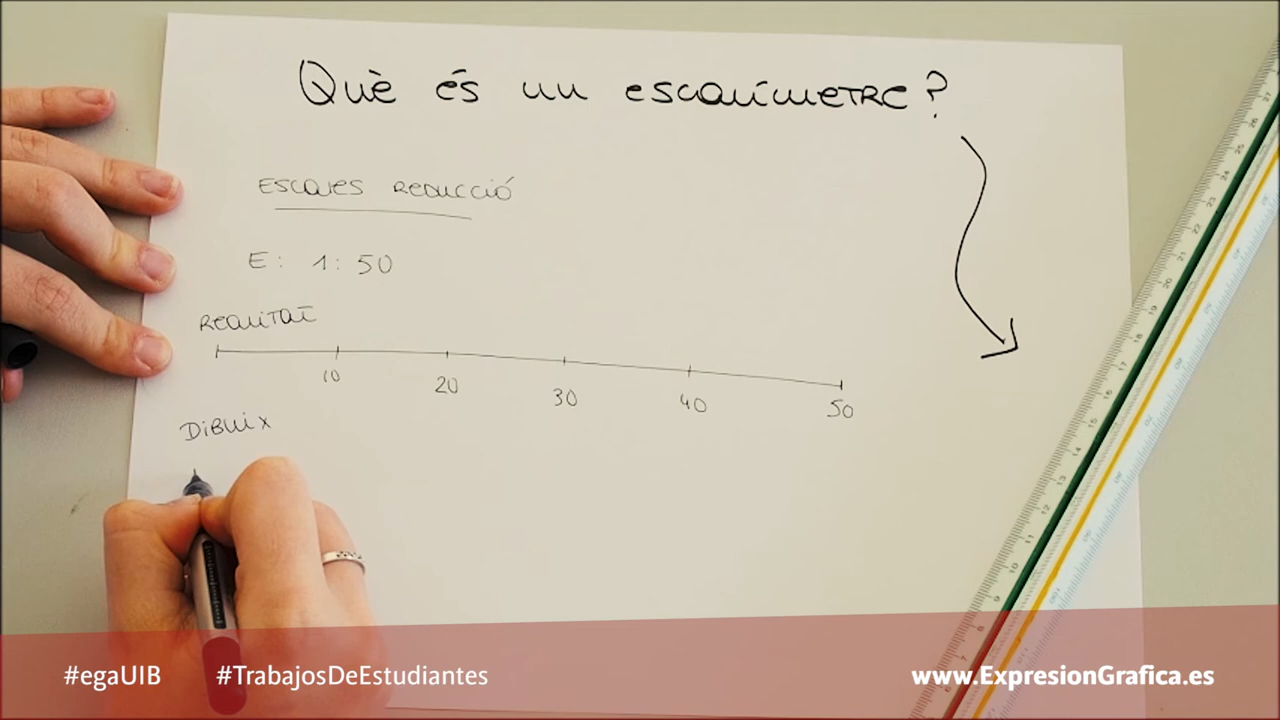 Què és un escalímetre?
ESCALES REDUCCIÓ
E: 1:50
REALITAT
10 20 30 40 50
DIBUIX
#egaUIB #TrabajosDeEstudiantes www.ExpresionGrafica.es